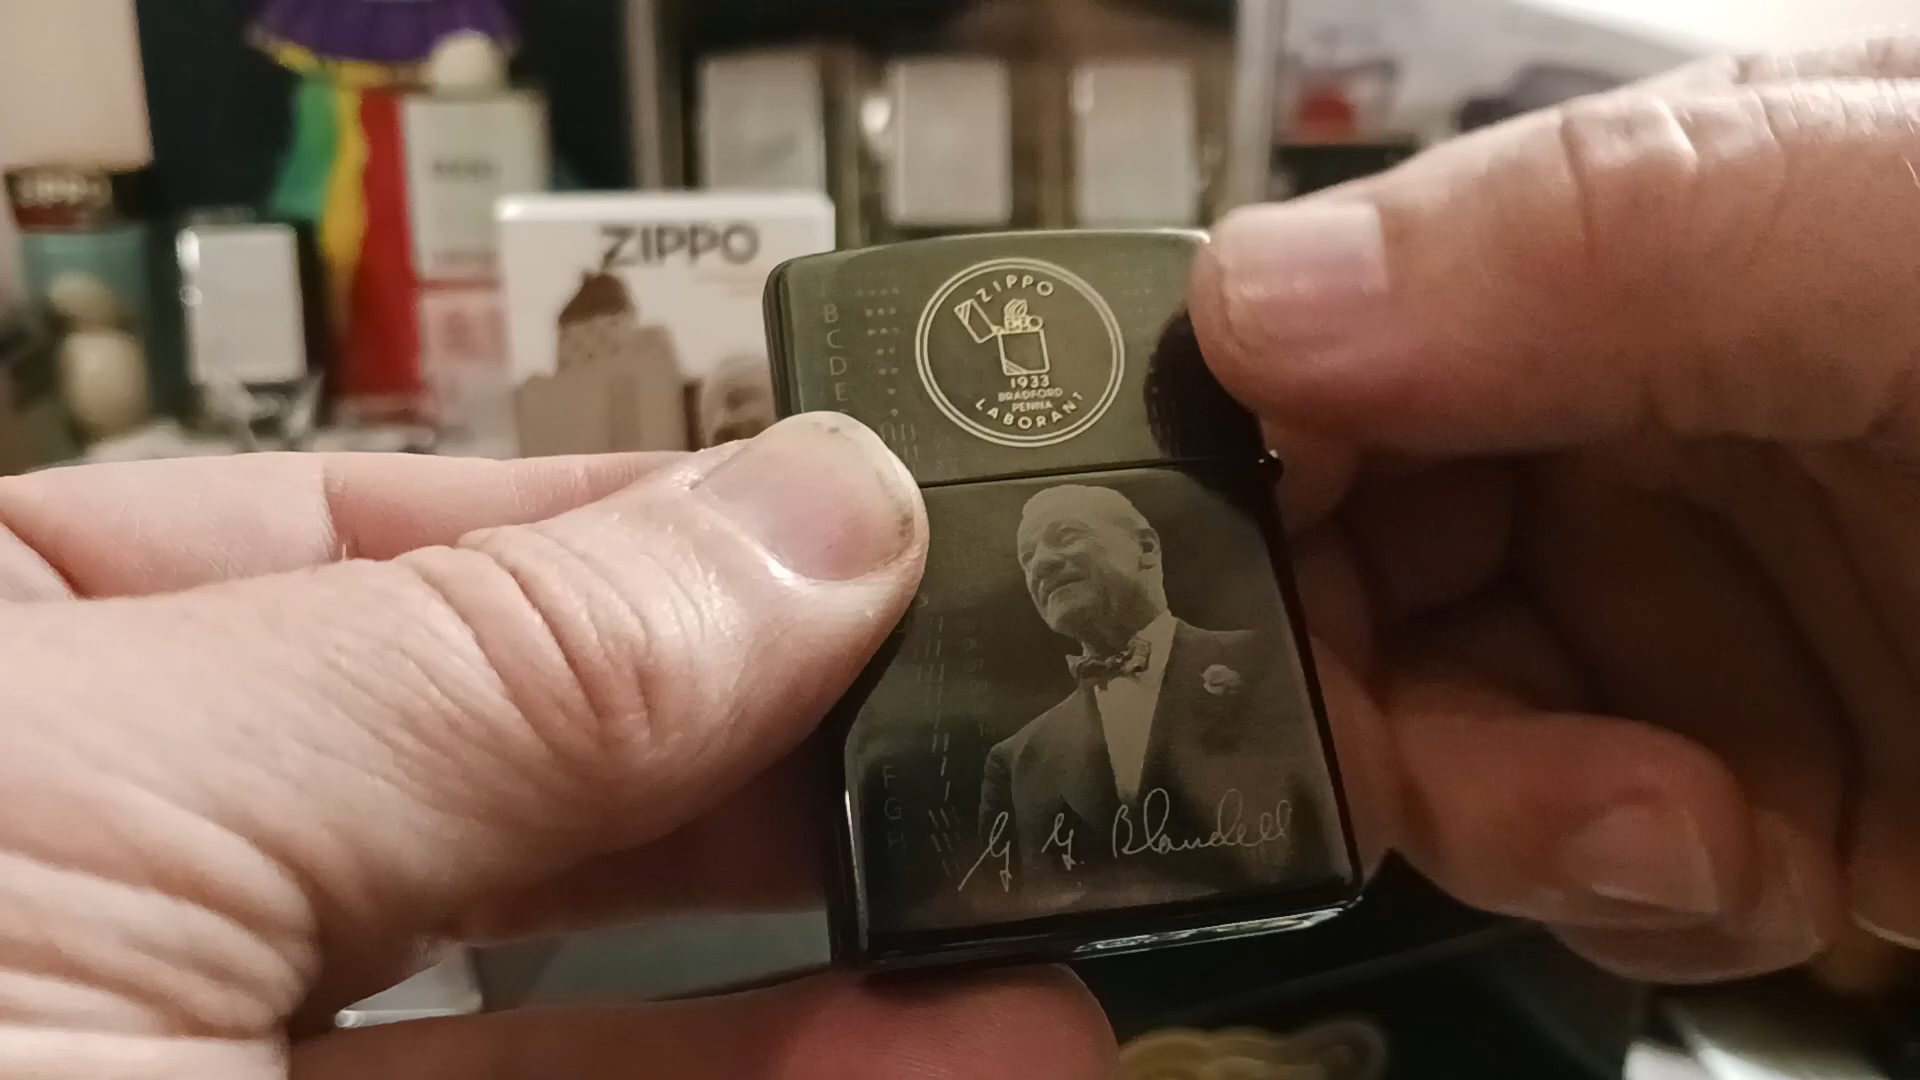 ZIPPO
ZIPPO
1933
BRADFORD
PENNA
LABORANT
B
C
D
E
F
G
H
G. G. Blaisdell